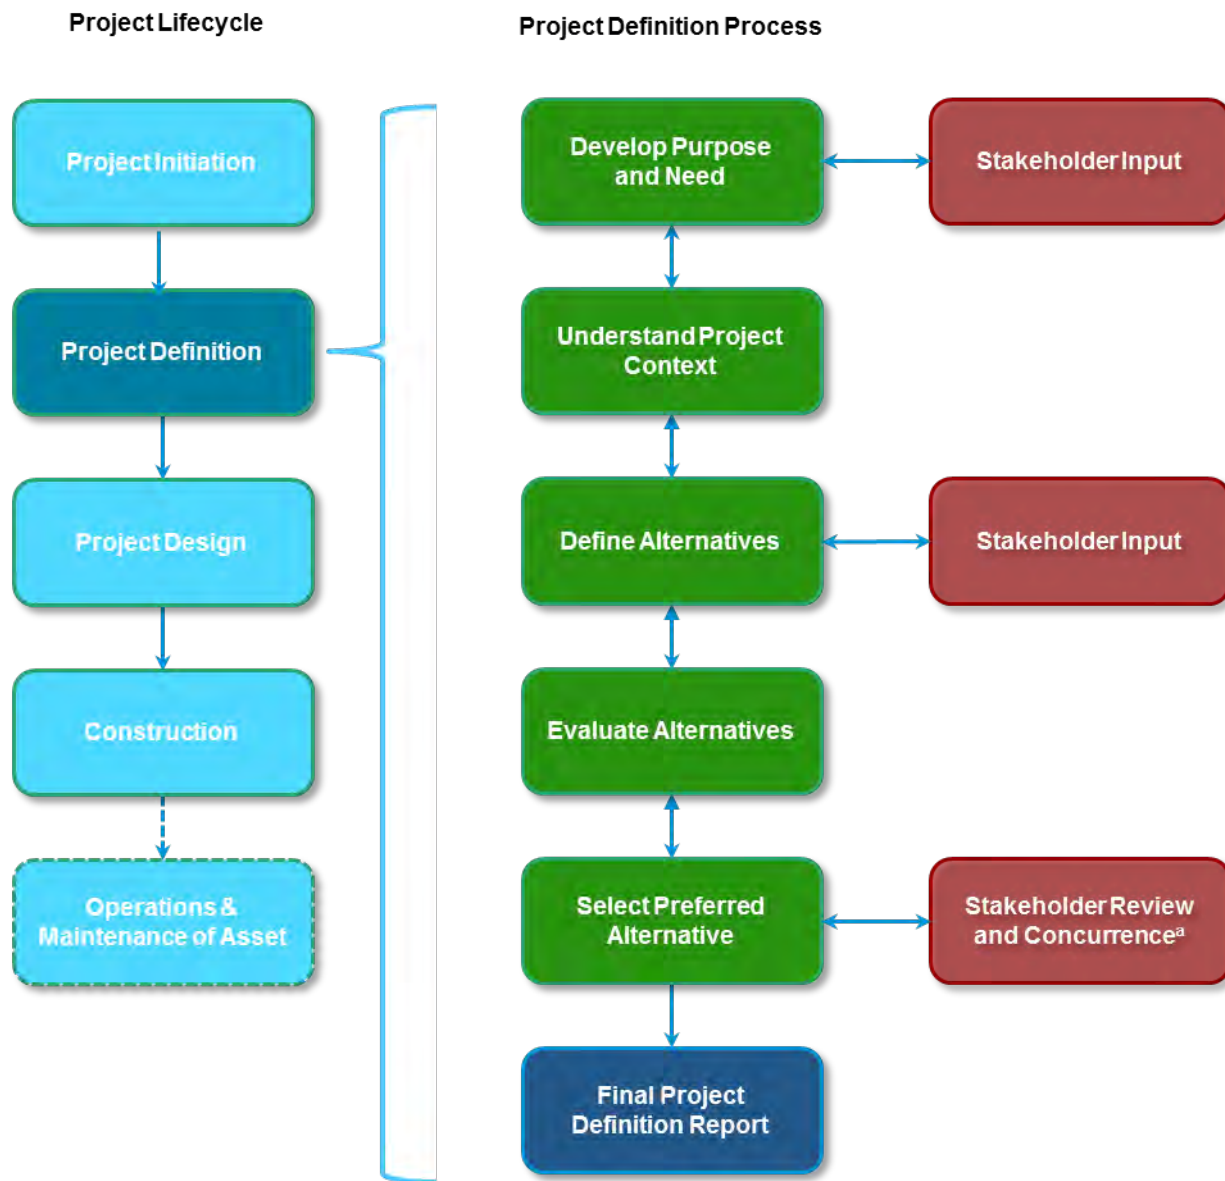 Project Lifecycle
Project Definition Process
Project Initiation
Project Definition
Project Design
Construction
Operations &
Maintenance of Asset
Develop Purpose
and Need
Stakeholder Input
Understand Project
Context
Define Alternatives
Stakeholder Input
Evaluate Alternatives
Select Preferred
Alternative
Stakeholder Review
and Concurrenceᵃ
Final Project
Definition Report